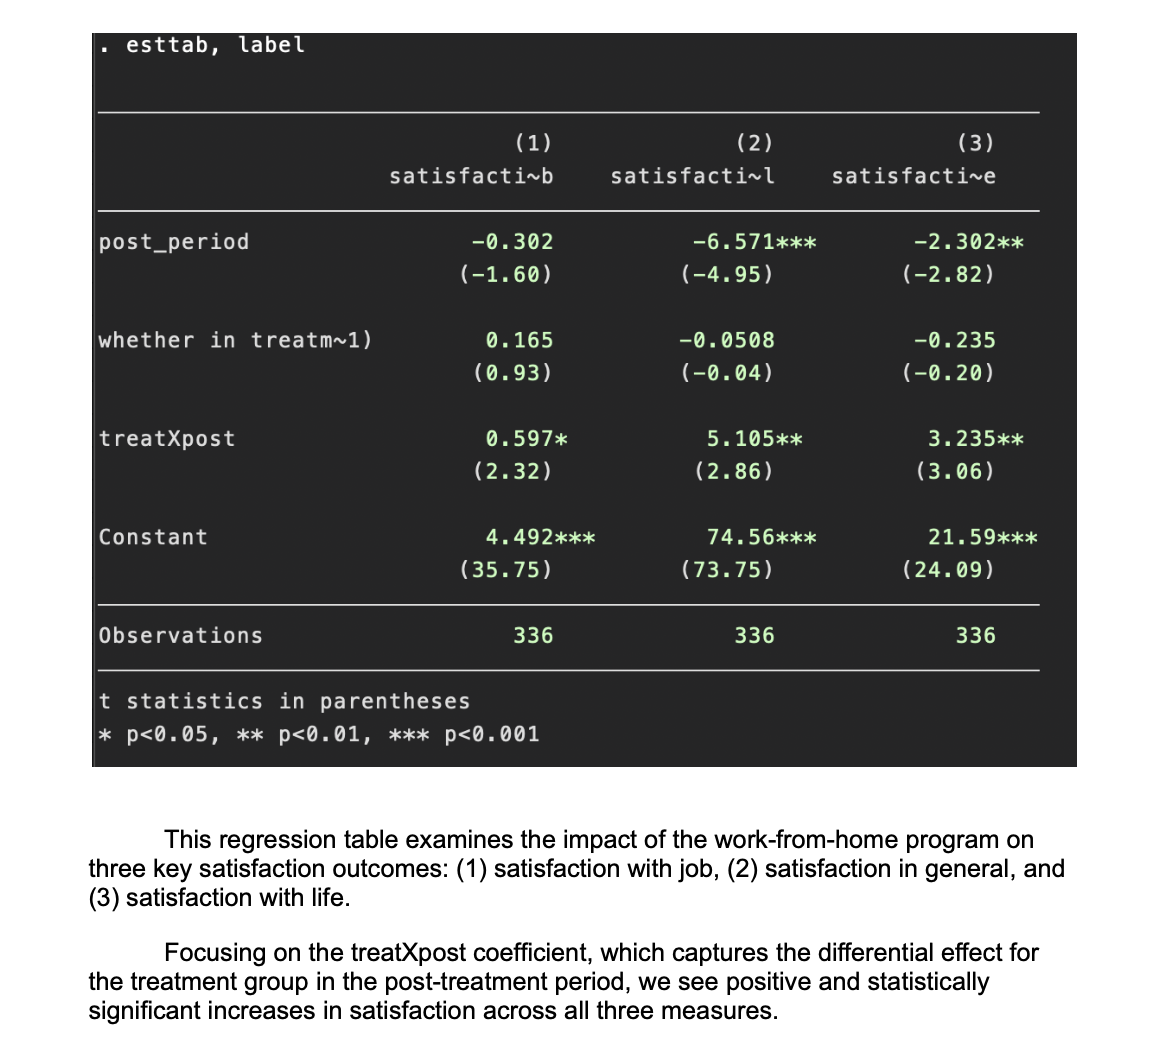 . esttab, label
(1) (2) (3)
satisfacti~b satisfacti~l satisfacti~e
post_period -0.302 -6.571*** -2.302**
(-1.60) (-4.95) (-2.82)
whether in treatm~1) 0.165 -0.0508 -0.235
(0.93) (-0.04) (-0.20)
treatXpost 0.597* 5.105** 3.235**
(2.32) (2.86) (3.06)
Constant 4.492*** 74.56*** 21.59***
(35.75) (73.75) (24.09)
Observations 336 336 336
t statistics in parentheses
* p<0.05, ** p<0.01, *** p<0.001
This regression table examines the impact of the work-from-home program on
three key satisfaction outcomes: (1) satisfaction with job, (2) satisfaction in general, and
(3) satisfaction with life.
Focusing on the treatXpost coefficient, which captures the differential effect for
the treatment group in the post-treatment period, we see positive and statistically
significant increases in satisfaction across all three measures.